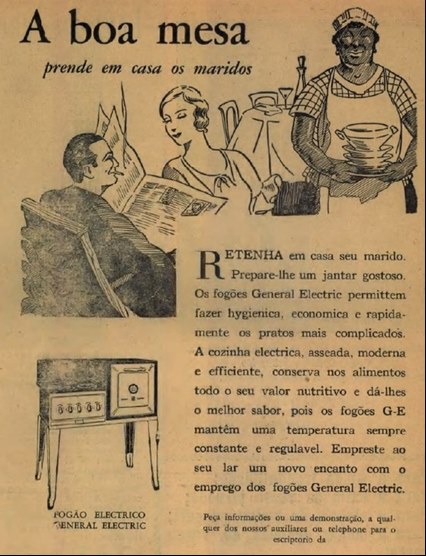 A boa mesa
prende em casa os maridos
RETENHA em casa seu marido.
Prepare-lhe um jantar gostoso.
Os fogões General Electric permittem
fazer hygienica, economica e rapida-
mente os pratos mais complicados.
A cozinha electrica, asseada, moderna
e efficiente, conserva nos alimentos
todo o seu valor nutritivo e dá-lhes
o melhor sabor, pois os fogões G-E
mantêm uma temperatura sempre
constante e regulavel. Empreste ao
seu lar um novo encanto com o
emprego dos fogões General Electric.
FOGÃO ELECTRICO
GENERAL ELECTRIC
Peça informações ou uma demonstração, a qual-
quer dos nossos auxiliares ou telephone para o
escriptorio da